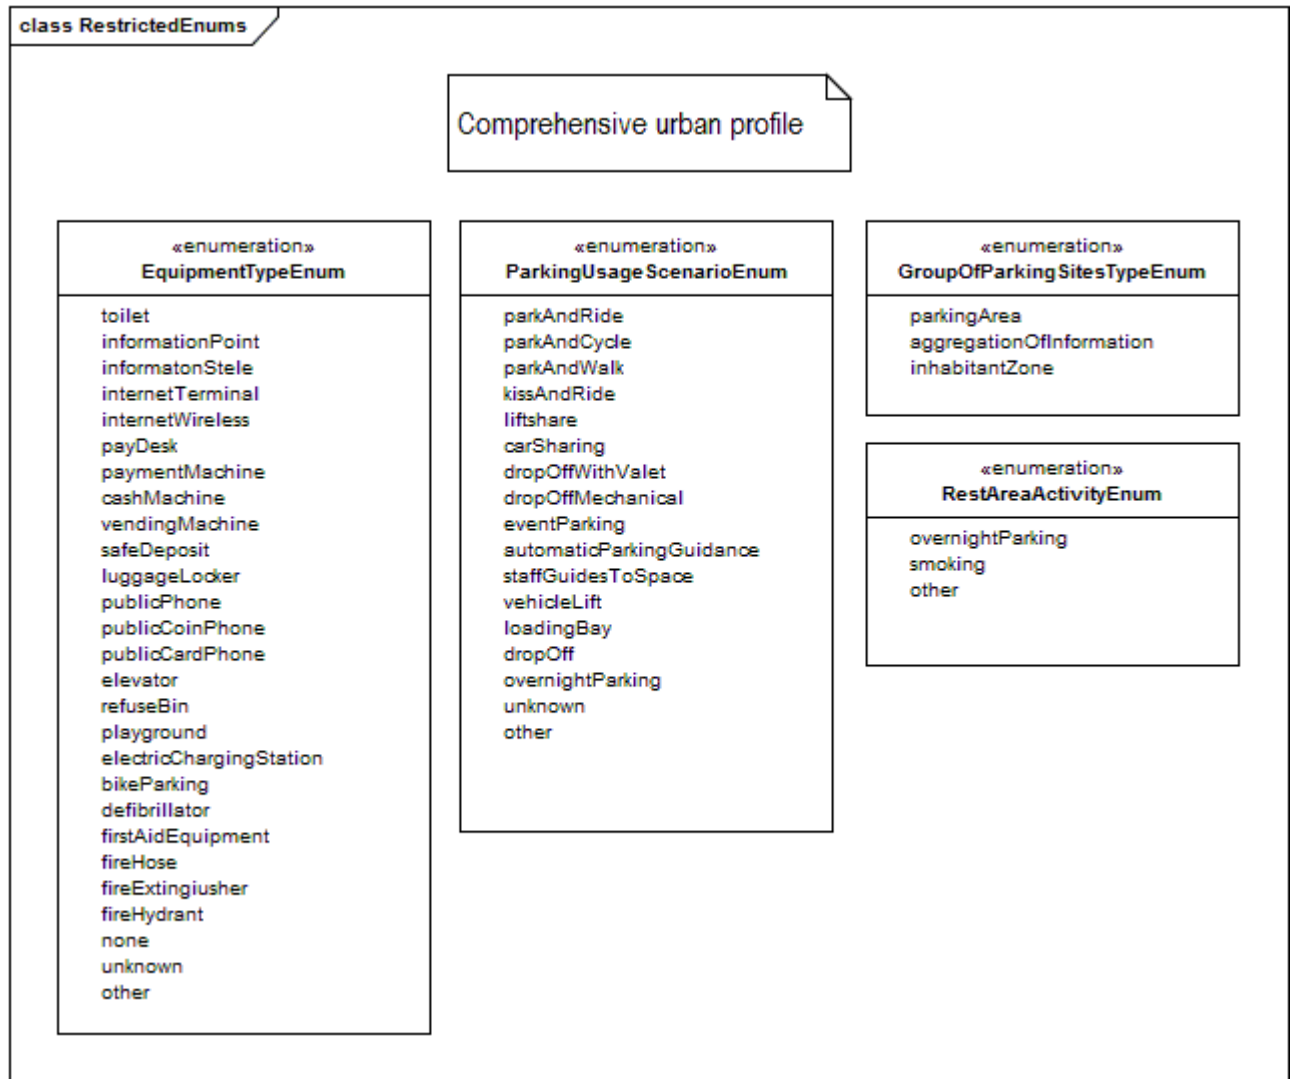 class RestrictedEnums
Comprehensive urban profile
«enumeration»
EquipmentTypeEnum
toilet
informationPoint
informatonStele
internetTerminal
internetWireless
payDesk
paymentMachine
cashMachine
vendingMachine
safeDeposit
luggageLocker
publicPhone
publicCoinPhone
publicCardPhone
elevator
refuseBin
playground
electricChargingStation
bikeParking
defibrillator
firstAidEquipment
fireHose
fireExtingiusher
fireHydrant
none
unknown
other
«enumeration»
ParkingUsageScenarioEnum
parkAndRide
parkAndCycle
parkAndWalk
kissAndRide
liftshare
carSharing
dropOffWithValet
dropOffMechanical
eventParking
automaticParkingGuidance
staffGuidesToSpace
vehicleLift
loadingBay
dropOff
overnightParking
unknown
other
«enumeration»
GroupOfParkingSitesTypeEnum
parkingArea
aggregationOfInformation
inhabitantZone
«enumeration»
RestAreaActivityEnum
overnightParking
smoking
other